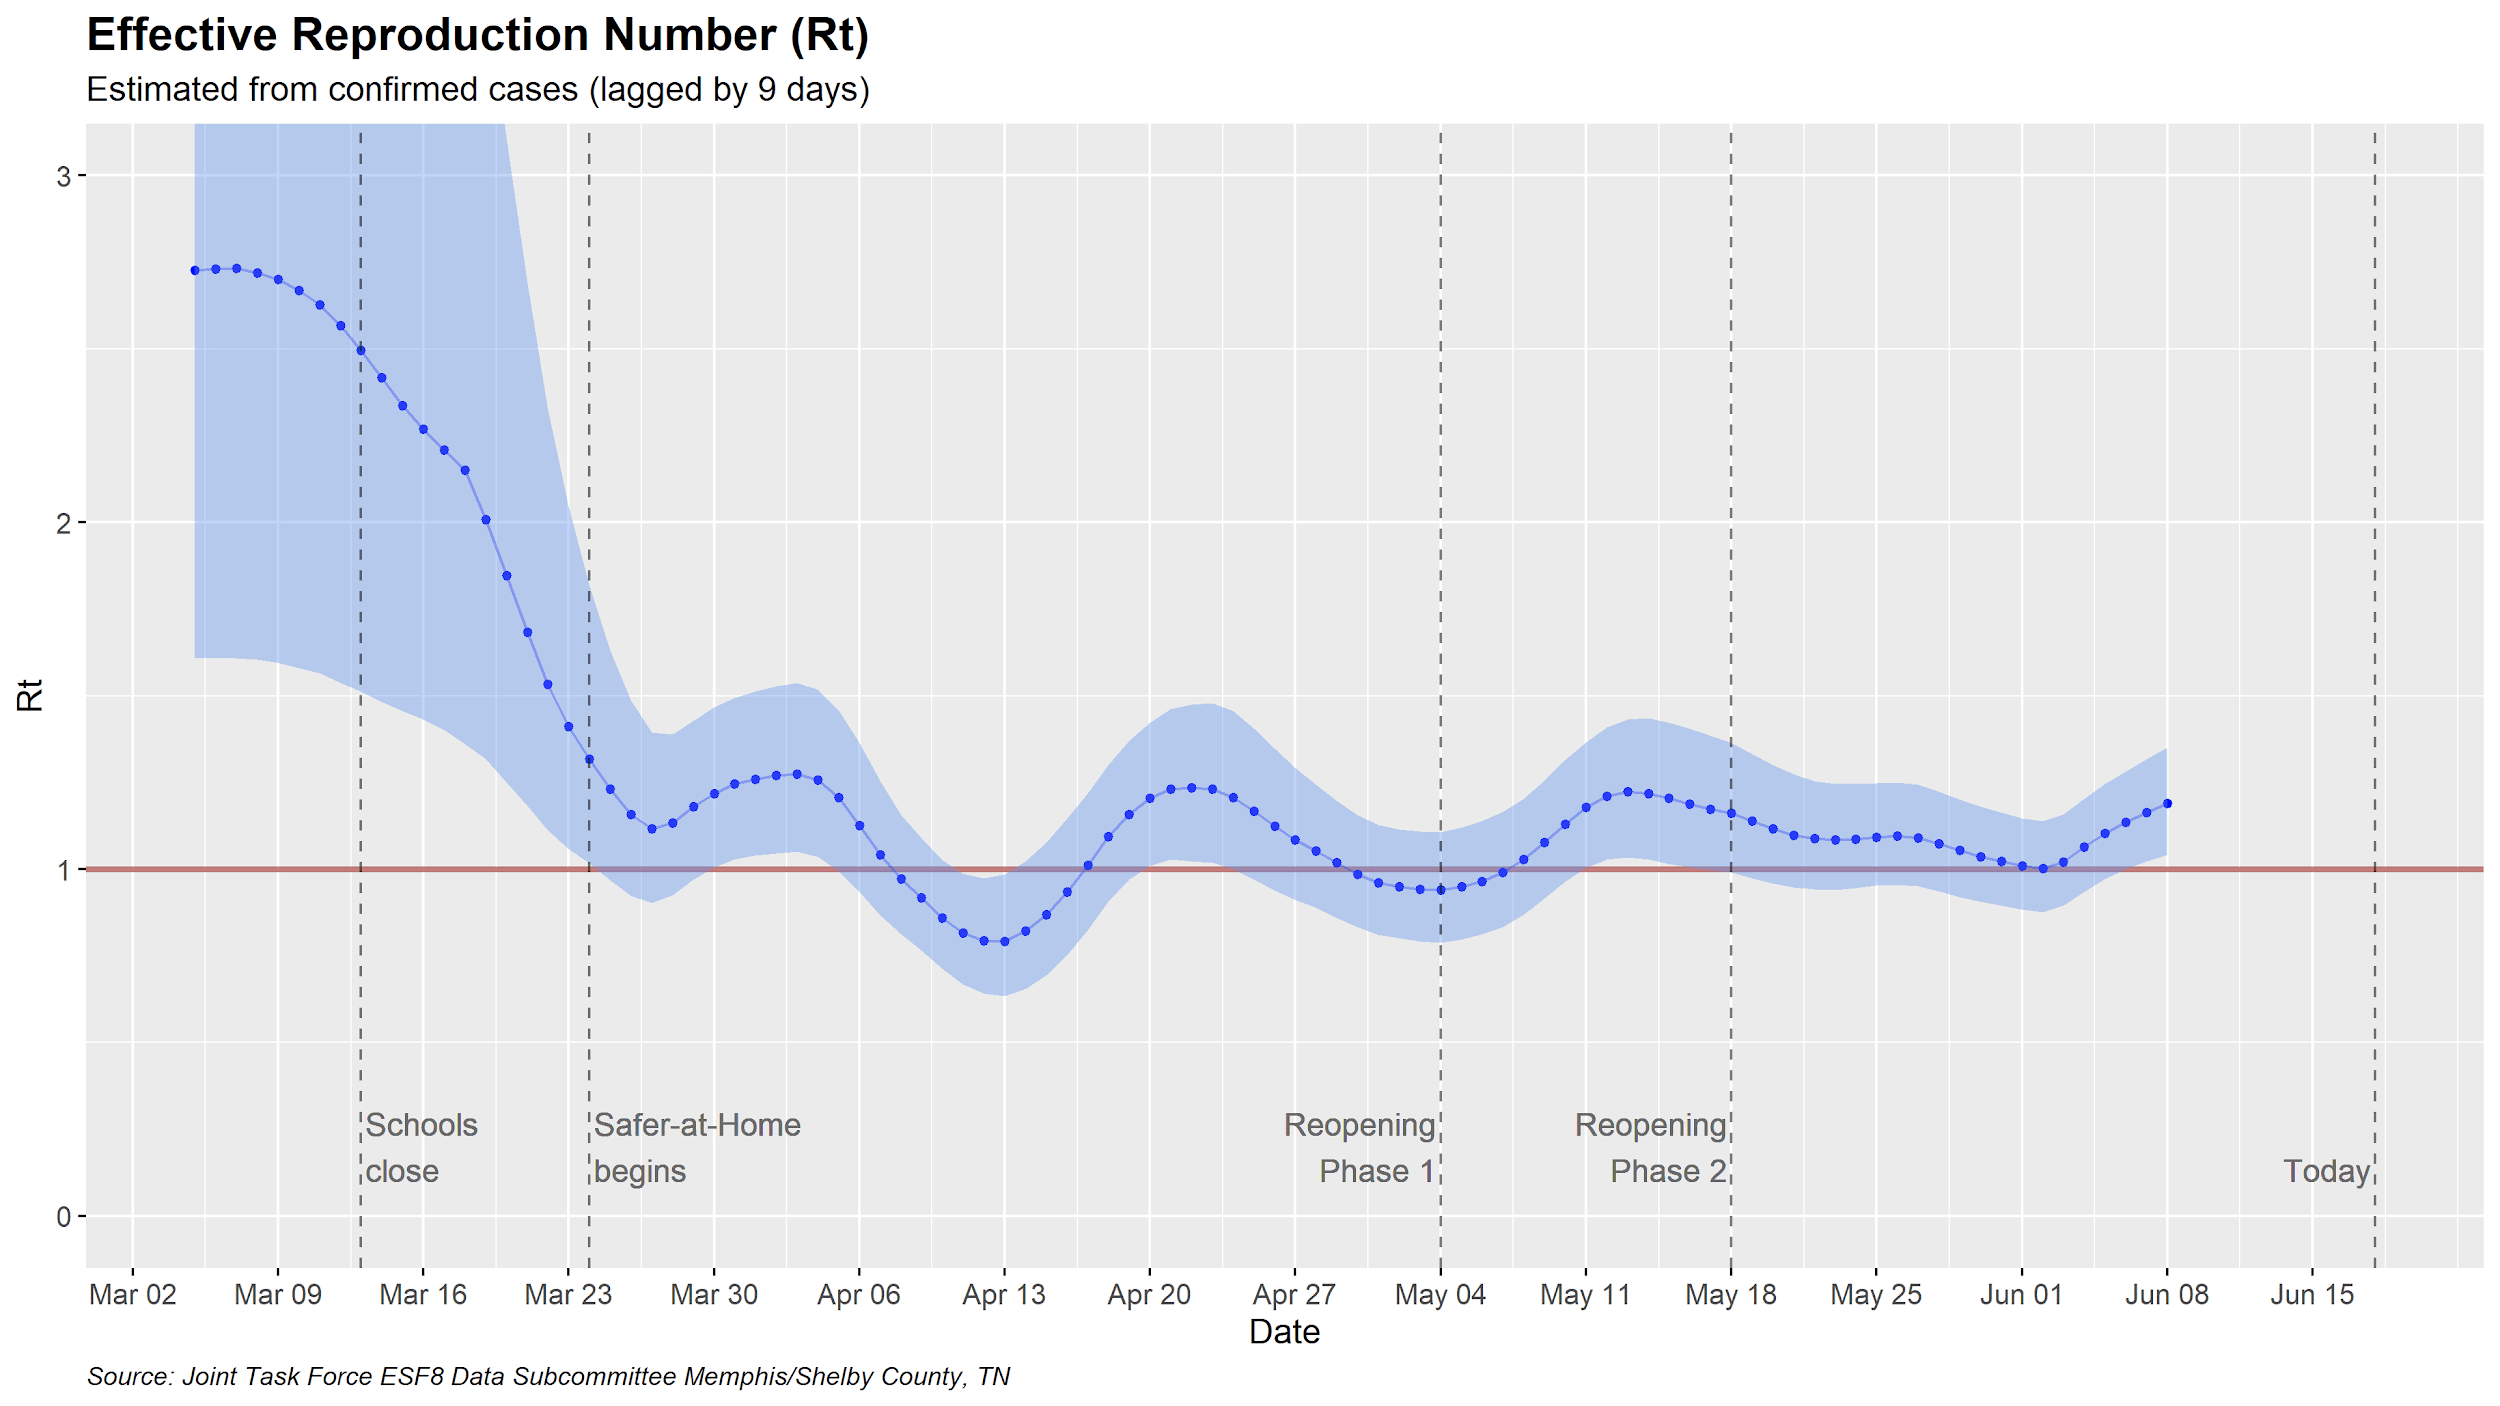 Effective Reproduction Number (Rt)
Estimated from confirmed cases (lagged by 9 days)
3
2
1
0
Rt
Schools
close
Safer-at-Home
begins
Reopening
Phase 1
Reopening
Phase 2
Today
Mar 02 Mar 09 Mar 16 Mar 23 Mar 30 Apr 06 Apr 13 Apr 20 Apr 27 May 04 May 11 May 18 May 25 Jun 01 Jun 08 Jun 15
Date
Source: Joint Task Force ESF8 Data Subcommittee Memphis/Shelby County, TN